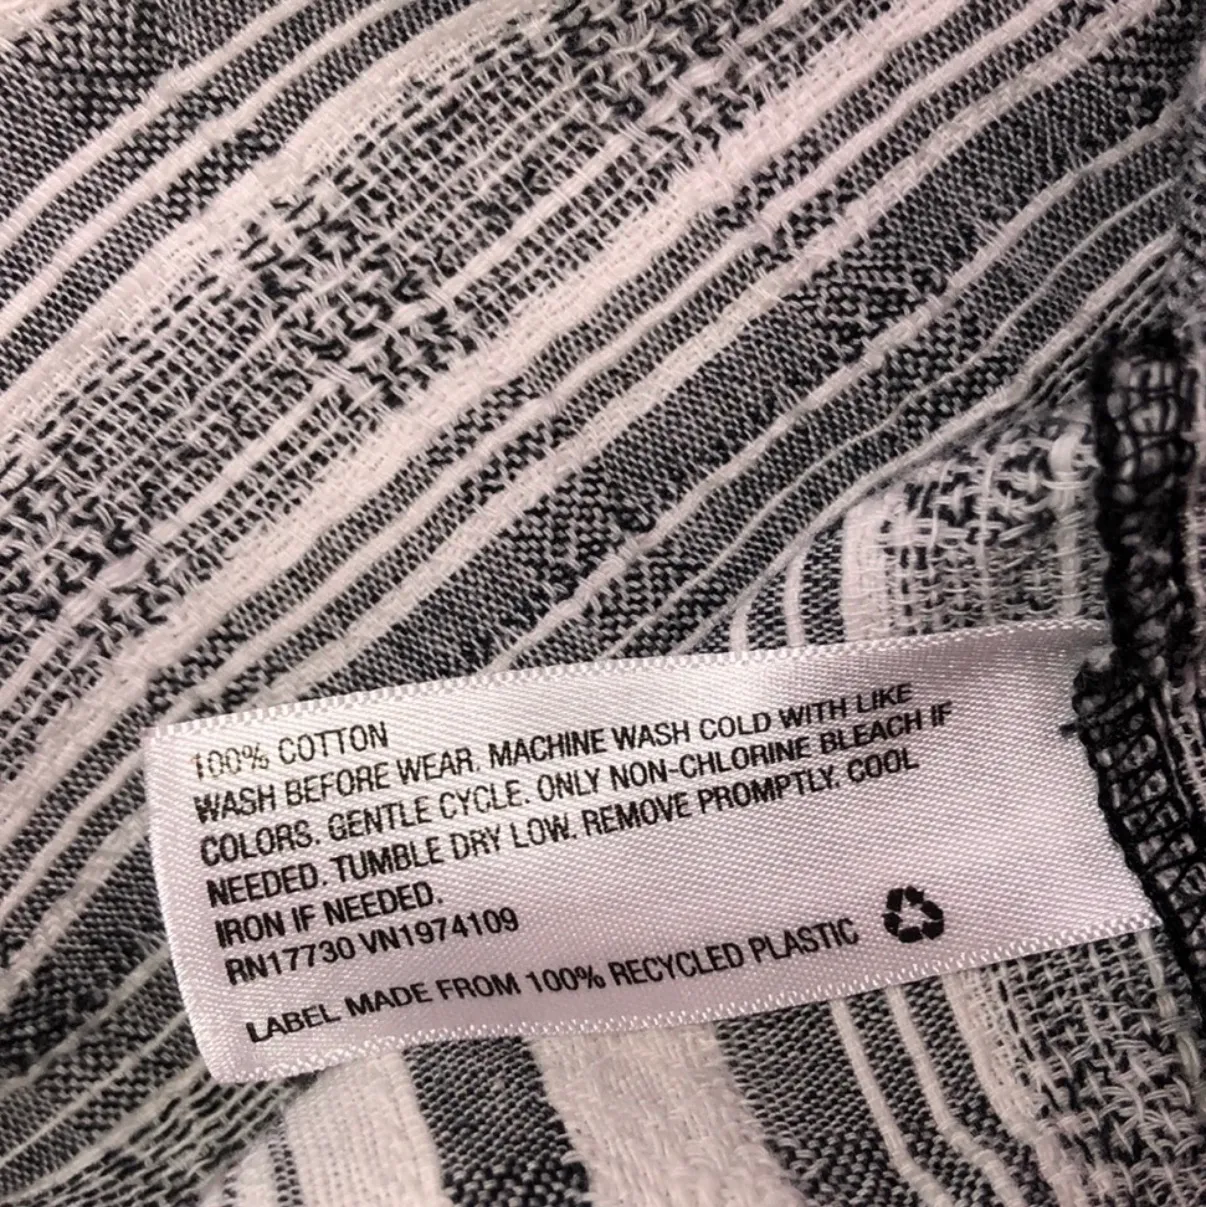 100% COTTON
WASH BEFORE WEAR. MACHINE WASH COLD WITH LIKE
COLORS. GENTLE CYCLE. ONLY NON-CHLORINE BLEACH IF
NEEDED. TUMBLE DRY LOW. REMOVE PROMPTLY. COOL
IRON IF NEEDED.
RN17730 VN1974109
LABEL MADE FROM 100% RECYCLED PLASTIC